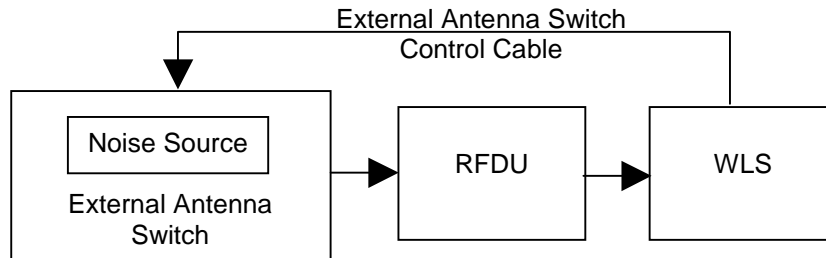 External Antenna Switch
Control Cable
Noise Source
External Antenna
Switch
RFDU
WLS